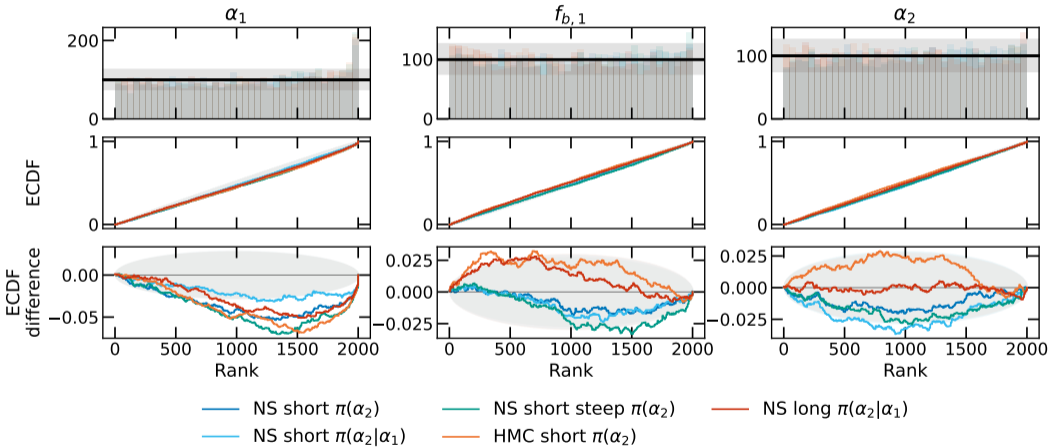 α₁ f_b,₁ α₂
200
0
100
0
100
0
ECDF
1
0
1
0
1
0
ECDF difference
0.00
−0.05
0.025
0.000
−0.025
0.025
0.000
−0.025
0 500 1000 1500 2000
0 500 1000 1500 2000
0 500 1000 1500 2000
Rank Rank Rank
NS short π(α₂) NS short steep π(α₂) NS long π(α₂|α₁)
NS short π(α₂|α₁) HMC short π(α₂)